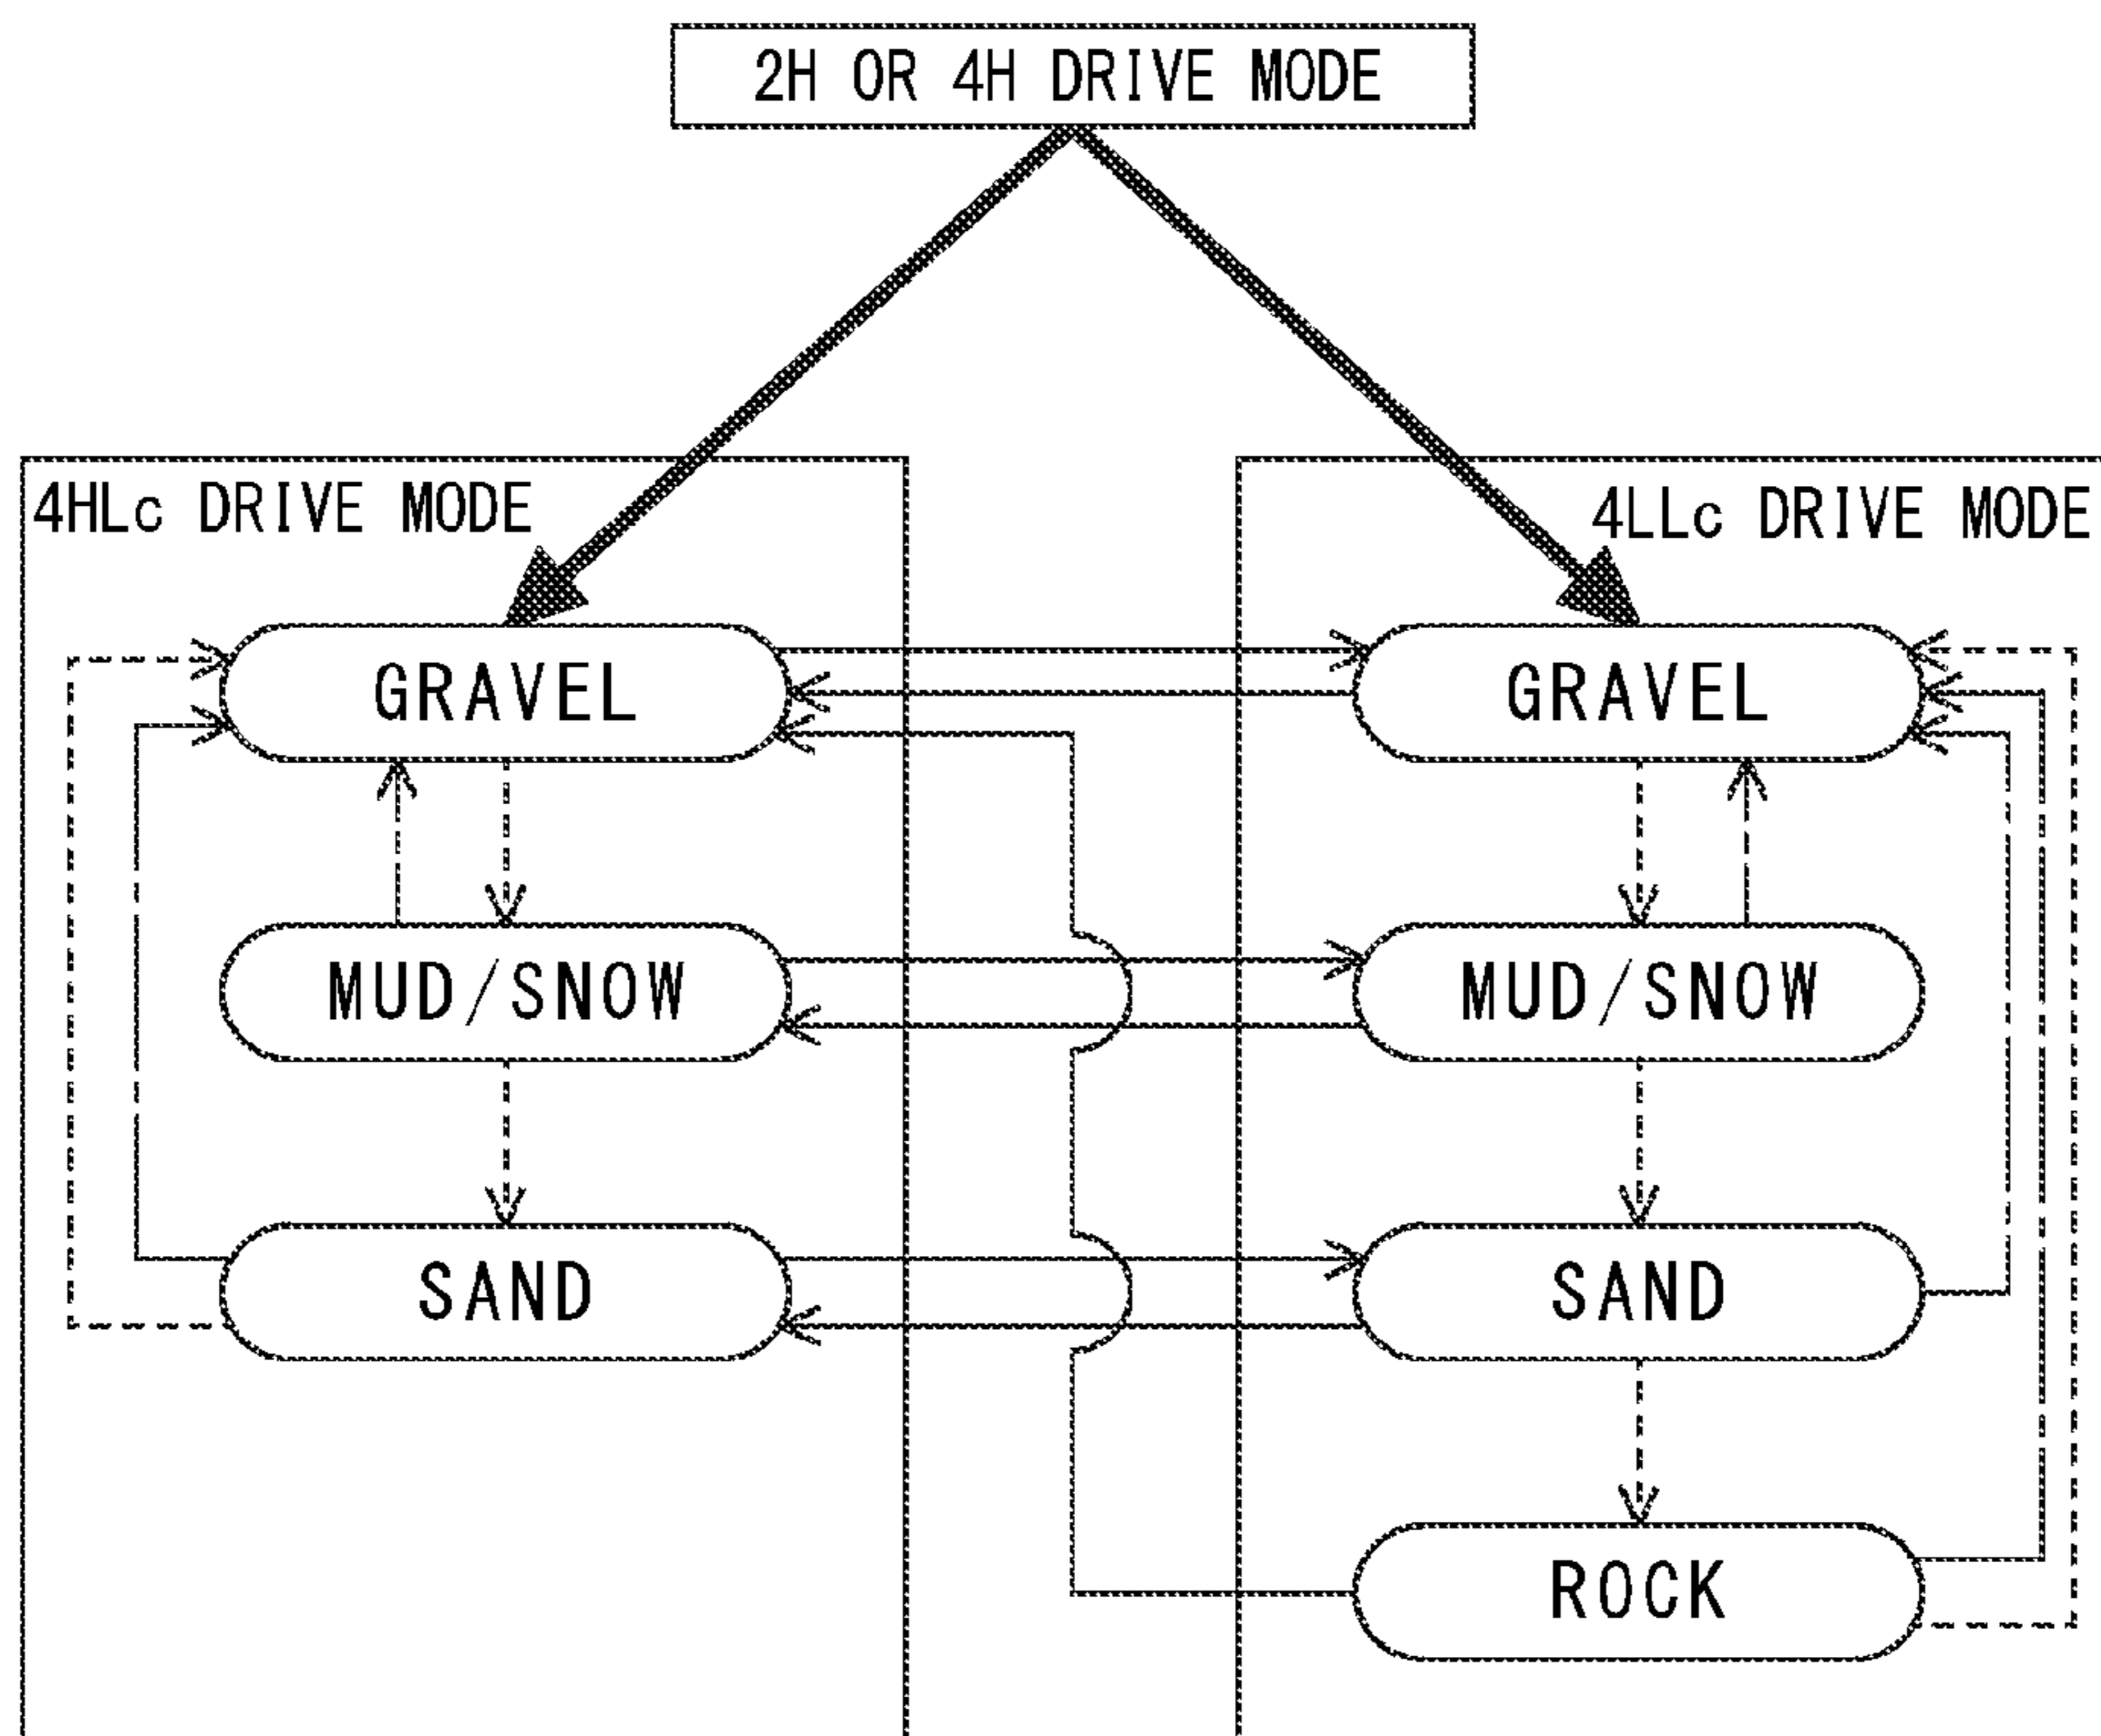 2H OR 4H DRIVE MODE
4HLc DRIVE MODE
4LLc DRIVE MODE
GRAVEL
GRAVEL
MUD/SNOW
MUD/SNOW
SAND
SAND
ROCK